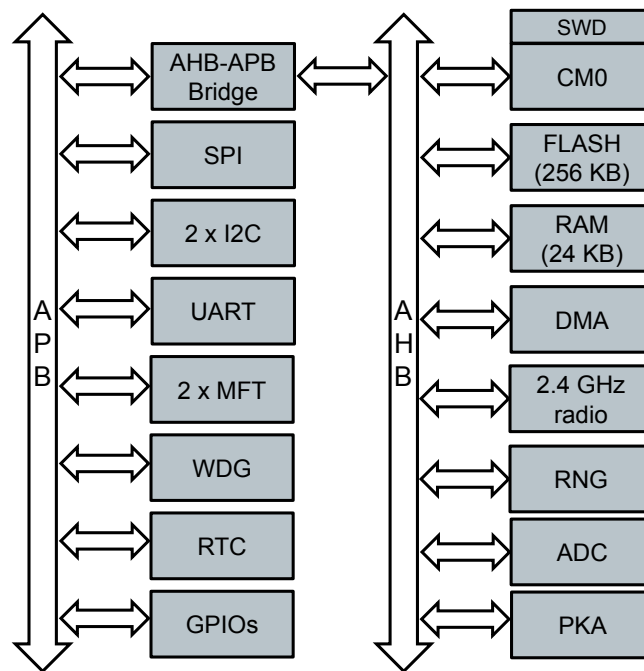 SWD
AHB-APB
Bridge
CM0
SPI
FLASH
(256 KB)
2 x I2C
RAM
(24 KB)
A
P
B
UART
A
H
B
DMA
2 x MFT
2.4 GHz
radio
WDG
RNG
RTC
ADC
GPIOs
PKA